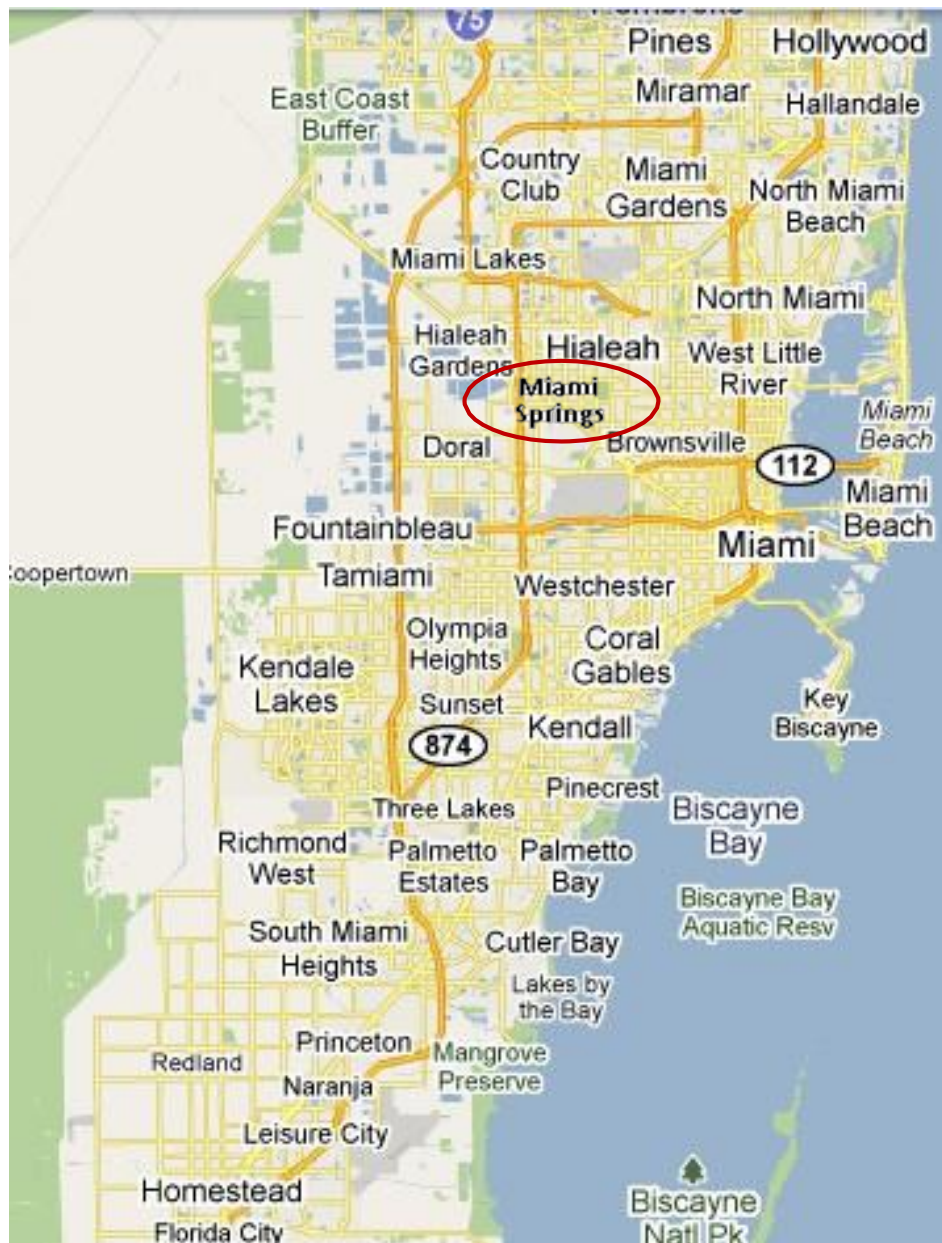 75
Pines
Hollywood
Miramar
Hallandale
East Coast
Buffer
Country
Club
Miami
Gardens
North Miami
Beach
Miami Lakes
North Miami
Hialeah
Gardens
Hialeah
West Little
River
Miami
Springs
Miami
Beach
Doral
Brownsville
112
Miami
Beach
Fountainbleau
Miami
Coopertown
Tamiami
Westchester
Olympia
Heights
Coral
Gables
Kendale
Lakes
Sunset
Key
Biscayne
Kendall
874
Pinecrest
Three Lakes
Biscayne
Bay
Richmond
West
Palmetto
Estates
Palmetto
Bay
Biscayne Bay
Aquatic Resv
South Miami
Heights
Cutler Bay
Lakes by
the Bay
Princeton
Mangrove
Preserve
Redland
Naranja
Leisure City
Homestead
Biscayne
Natl Pk
Florida City